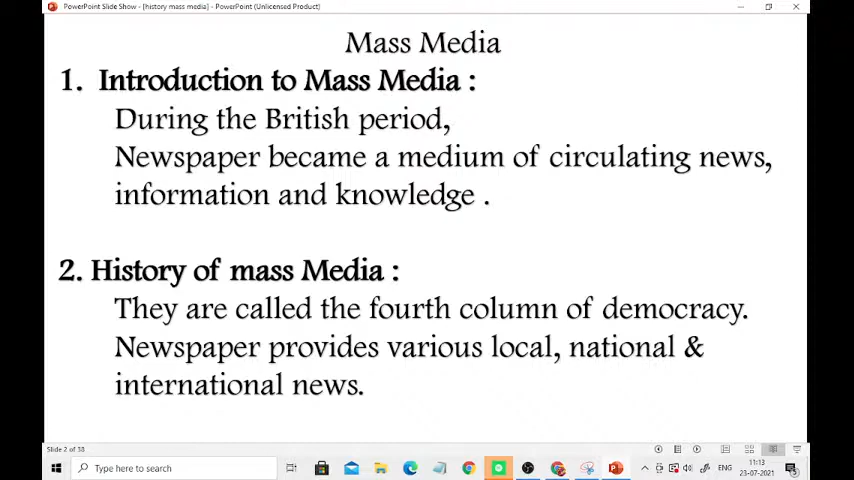 PowerPoint Slide Show - [history mass media] - PowerPoint (Unlicensed Product)
Mass Media
1. Introduction to Mass Media :
During the British period,
Newspaper became a medium of circulating news,
information and knowledge .
2. History of mass Media :
They are called the fourth column of democracy.
Newspaper provides various local, national &
international news.
Slide 2 of 38
Type here to search
ENG
11:13
23-07-2021